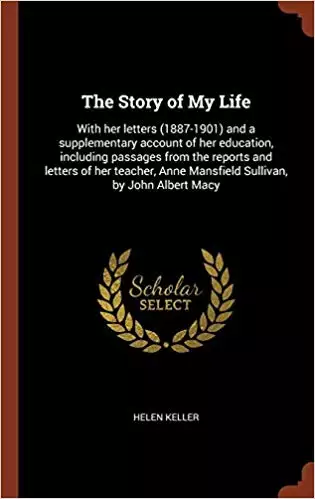 The Story of My Life
With her letters (1887-1901) and a
supplementary account of her education,
including passages from the reports and
letters of her teacher, Anne Mansfield Sullivan,
by John Albert Macy
Scholar
SELECT
HELEN KELLER